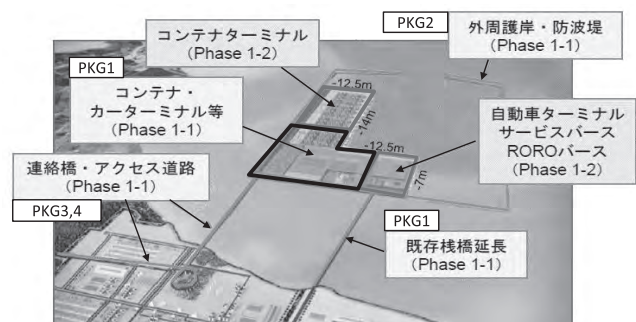 PKG2
外周護岸・防波堤
(Phase 1-1)
コンテナターミナル
(Phase 1-2)
PKG1
コンテナ・
カーターミナル等
(Phase 1-1)
-12.5m
-14m
-12.5m
-7m
自動車ターミナル
サービスバース
ROROバース
(Phase 1-2)
連絡橋・アクセス道路
(Phase 1-1)
PKG3,4
PKG1
既存桟橋延長
(Phase 1-1)